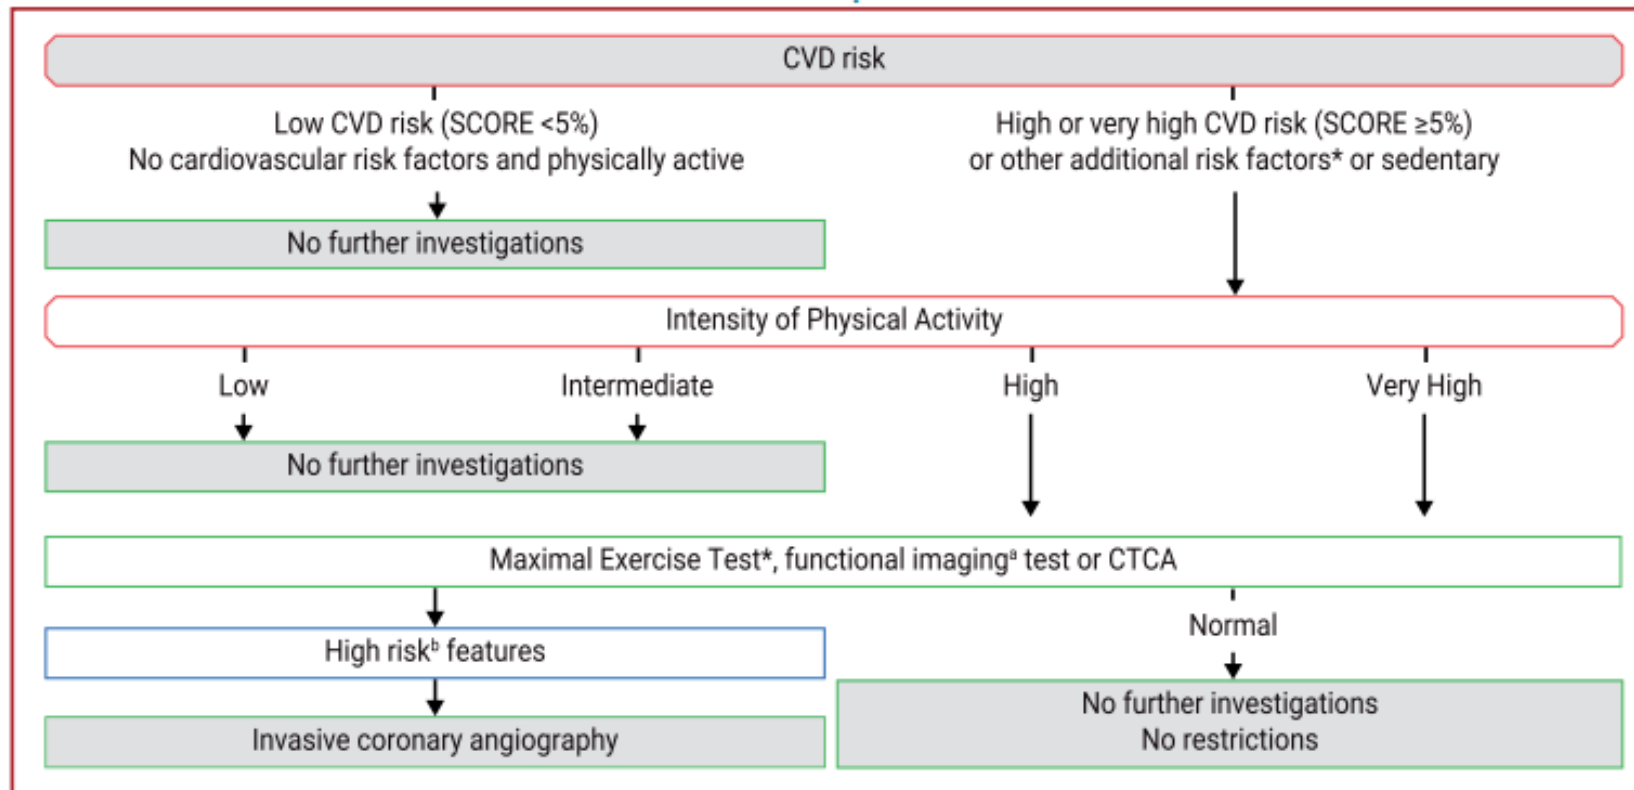 CVD risk
Low CVD risk (SCORE <5%)
No cardiovascular risk factors and physically active
High or very high CVD risk (SCORE ≥5%)
or other additional risk factors* or sedentary
No further investigations
Intensity of Physical Activity
Low
Intermediate
High
Very High
No further investigations
Maximal Exercise Test*, functional imagingᵃ test or CTCA
High riskᵇ features
Normal
Invasive coronary angiography
No further investigations
No restrictions